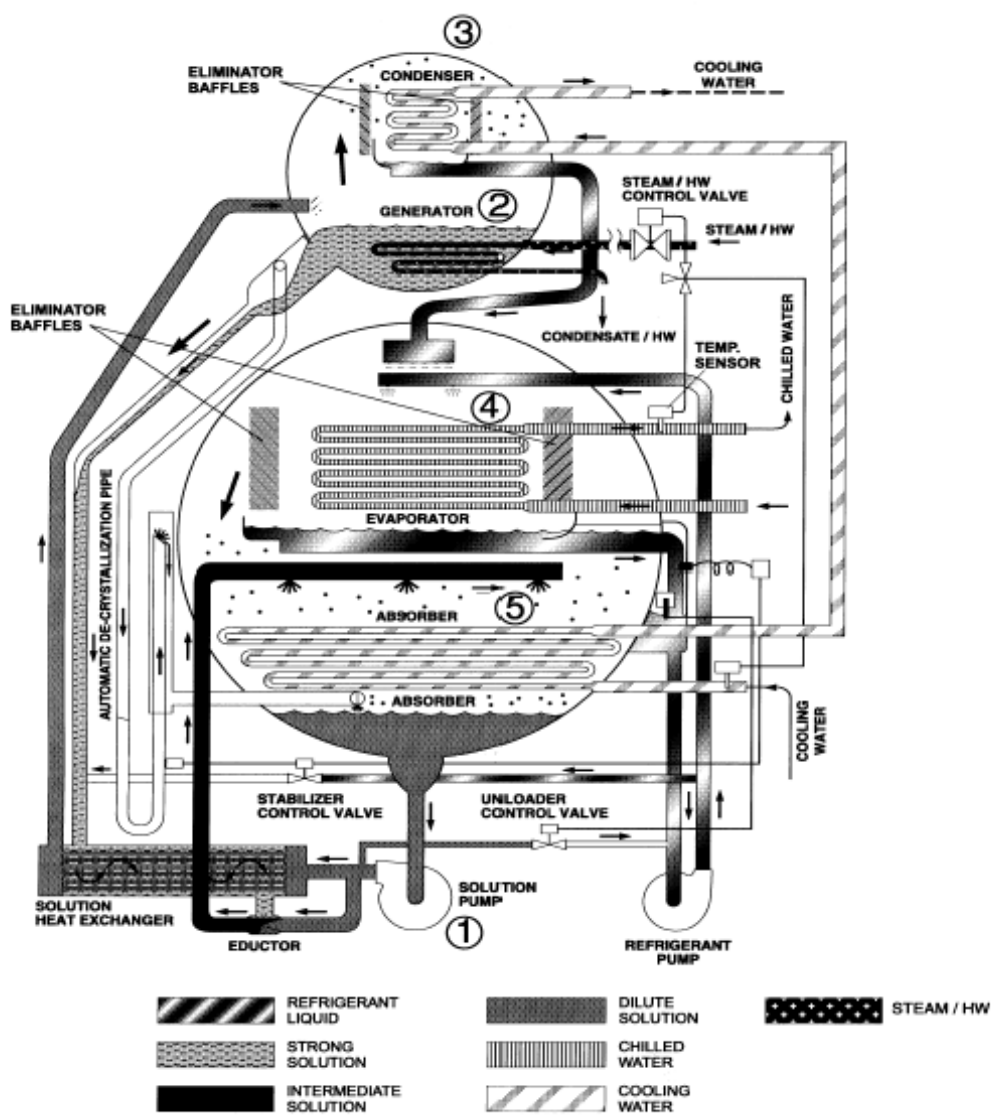 ③
CONDENSER
ELIMINATOR
BAFFLES
COOLING
WATER
STEAM / HW
CONTROL VALVE
GENERATOR
②
STEAM / HW
ELIMINATOR
BAFFLES
CONDENSATE / HW
TEMP.
SENSOR
CHILLED WATER
④
EVAPORATOR
AUTOMATIC DE-CRYSTALLIZATION PIPE
⑤
ABSORBER
ABSORBER
COOLING
WATER
STABILIZER
CONTROL VALVE
UNLOADER
CONTROL VALVE
SOLUTION
HEAT EXCHANGER
SOLUTION
PUMP
①
EDUCTOR
REFRIGERANT
PUMP
REFRIGERANT
LIQUID
DILUTE
SOLUTION
STEAM / HW
STRONG
SOLUTION
CHILLED
WATER
INTERMEDIATE
SOLUTION
COOLING
WATER